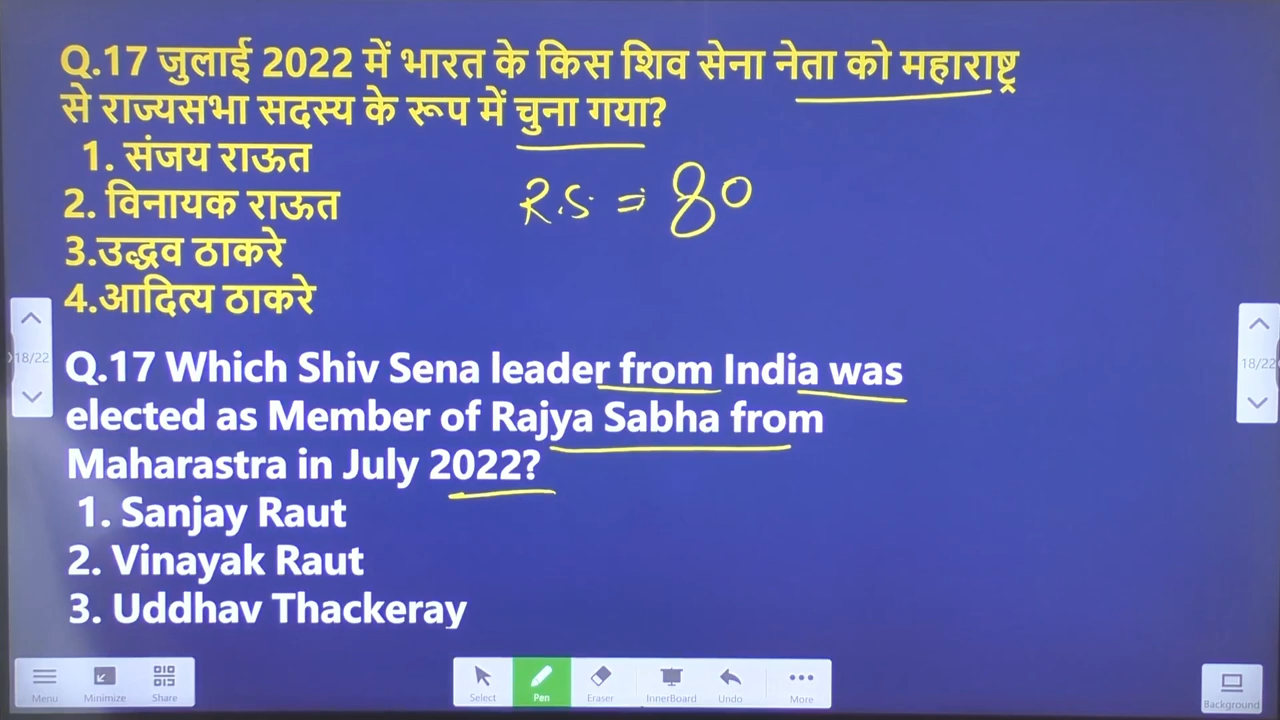 Q.17 जुलाई 2022 में भारत के किस शिव सेना नेता को महाराष्ट्र
से राज्यसभा सदस्य के रूप में चुना गया?
1. संजय राऊत
2. विनायक राऊत
R.S. = 80
3.उद्धव ठाकरे
4.आदित्य ठाकरे
Q.17 Which Shiv Sena leader from India was
elected as Member of Rajya Sabha from
Maharastra in July 2022?
1. Sanjay Raut
2. Vinayak Raut
3. Uddhav Thackeray
18/22
18/22
Menu
Minimize
Share
Select
Pen
Eraser
InnerBoard
Undo
More
Background